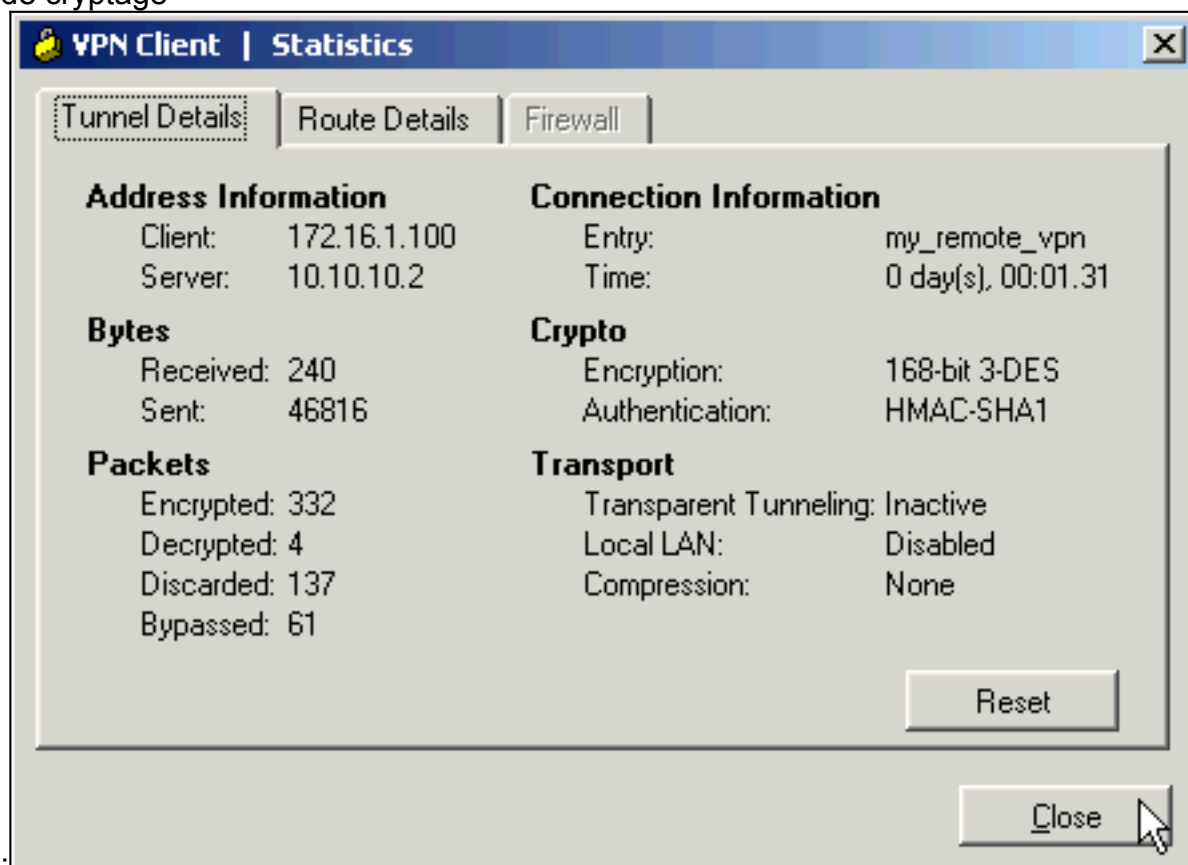 de cryptage
VPN Client | Statistics
Tunnel Details Route Details Firewall
Address Information
Client: 172.16.1.100
Server: 10.10.10.2
Connection Information
Entry: my_remote_vpn
Time: 0 day(s), 00:01.31
Bytes
Received: 240
Sent: 46816
Crypto
Encryption: 168-bit 3-DES
Authentication: HMAC-SHA1
Packets
Encrypted: 332
Decrypted: 4
Discarded: 137
Bypassed: 61
Transport
Transparent Tunneling: Inactive
Local LAN: Disabled
Compression: None
Reset
Close
.